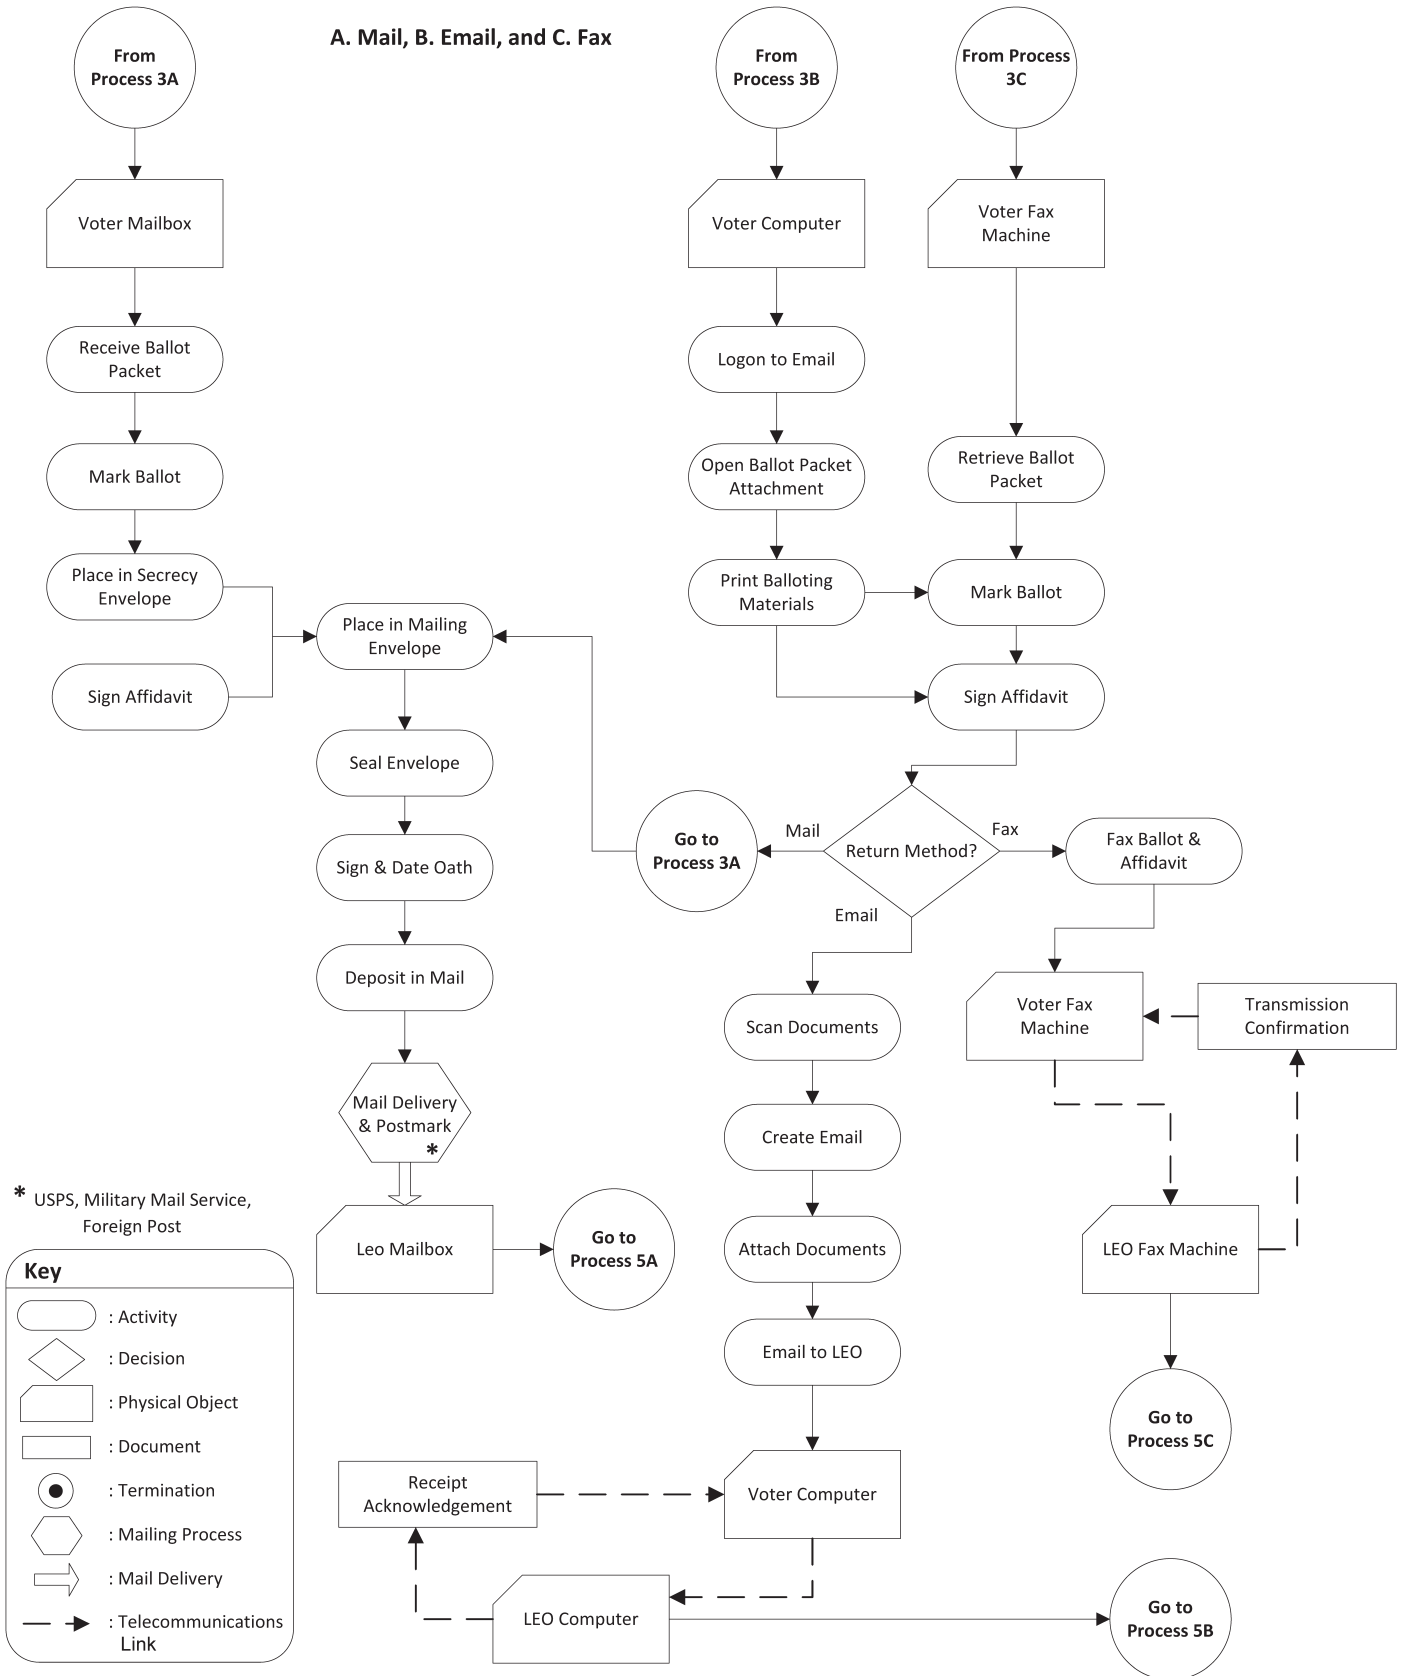 A. Mail, B. Email, and C. Fax
From
Process 3A
From
Process 3B
From Process
3C
Voter Mailbox
Voter Computer
Voter Fax
Machine
Receive Ballot
Packet
Logon to Email
Mark Ballot
Open Ballot Packet
Attachment
Retrieve Ballot
Packet
Place in Secrecy
Envelope
Print Balloting
Materials
Mark Ballot
Place in Mailing
Envelope
Sign Affidavit
Sign Affidavit
Seal Envelope
Go to
Process 3A
Mail
Return Method?
Fax
Email
Fax Ballot &
Affidavit
Sign & Date Oath
Deposit in Mail
Scan Documents
Voter Fax
Machine
Transmission
Confirmation
Mail Delivery
& Postmark
*
Create Email
* USPS, Military Mail Service,
Foreign Post
Leo Mailbox
Go to
Process 5A
Attach Documents
LEO Fax Machine
Email to LEO
Go to
Process 5C
Receipt
Acknowledgement
Voter Computer
LEO Computer
Go to
Process 5B
Key
: Activity
: Decision
: Physical Object
: Document
: Termination
: Mailing Process
: Mail Delivery
: Telecommunications
Link